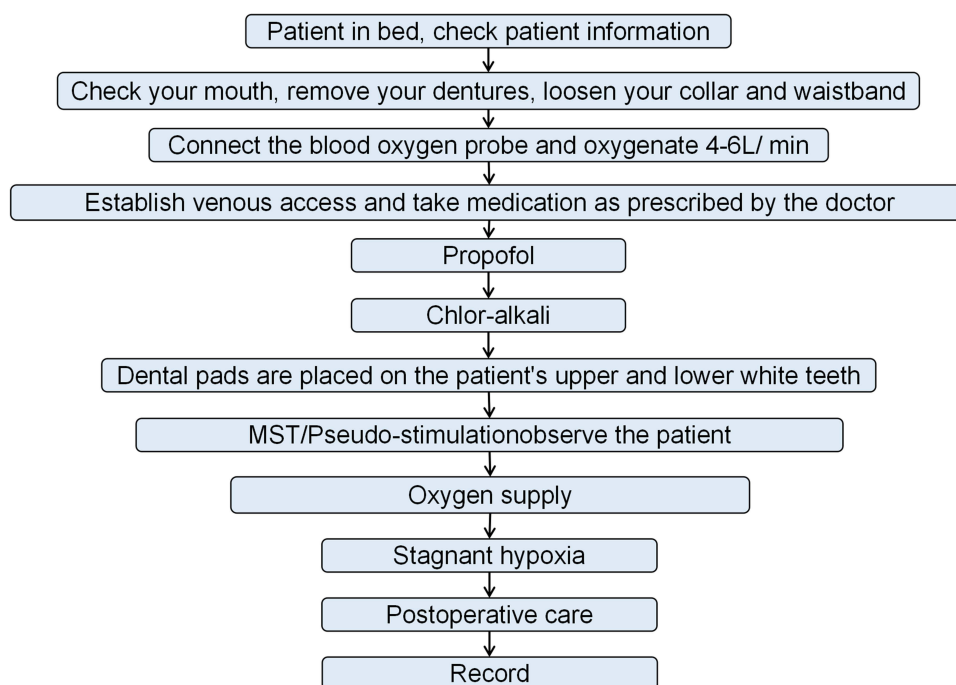 Patient in bed, check patient information
Check your mouth, remove your dentures, loosen your collar and waistband
Connect the blood oxygen probe and oxygenate 4-6L/ min
Establish venous access and take medication as prescribed by the doctor
Propofol
Chlor-alkali
Dental pads are placed on the patient's upper and lower white teeth
MST/Pseudo-stimulationobserve the patient
Oxygen supply
Stagnant hypoxia
Postoperative care
Record